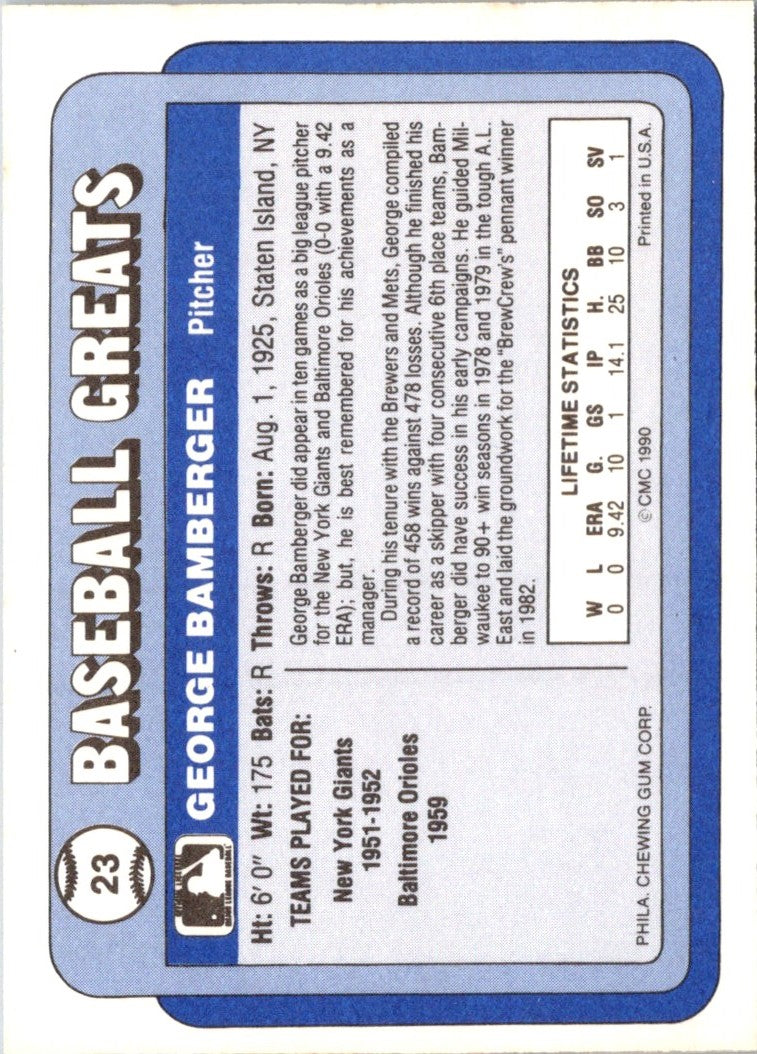 23
BASEBALL GREATS
GEORGE BAMBERGER Pitcher
Ht: 6' 0" Wt: 175 Bats: R Throws: R Born: Aug. 1, 1925, Staten Island, NY
TEAMS PLAYED FOR:
New York Giants
1951-1952
Baltimore Orioles
1959
George Bamberger did appear in ten games as a big league pitcher
for the New York Giants and Baltimore Orioles (0-0 with a 9.42
ERA); but, he is best remembered for his achievements as a
manager.
During his tenure with the Brewers and Mets, George compiled
a record of 458 wins against 478 losses. Although he finished his
career as a skipper with four consecutive 6th place teams, Bam-
berger did have success in his early campaigns. He guided Mil-
waukee to 90+ win seasons in 1978 and 1979 in the tough A.L.
East and laid the groundwork for the "BrewCrew's" pennant winner
in 1982.
LIFETIME STATISTICS
W L ERA G. GS IP H. BB SO SV
0 0 9.42 10 1 14.1 25 10 3 1
PHILA. CHEWING GUM CORP. © CMC 1990 Printed in U.S.A.